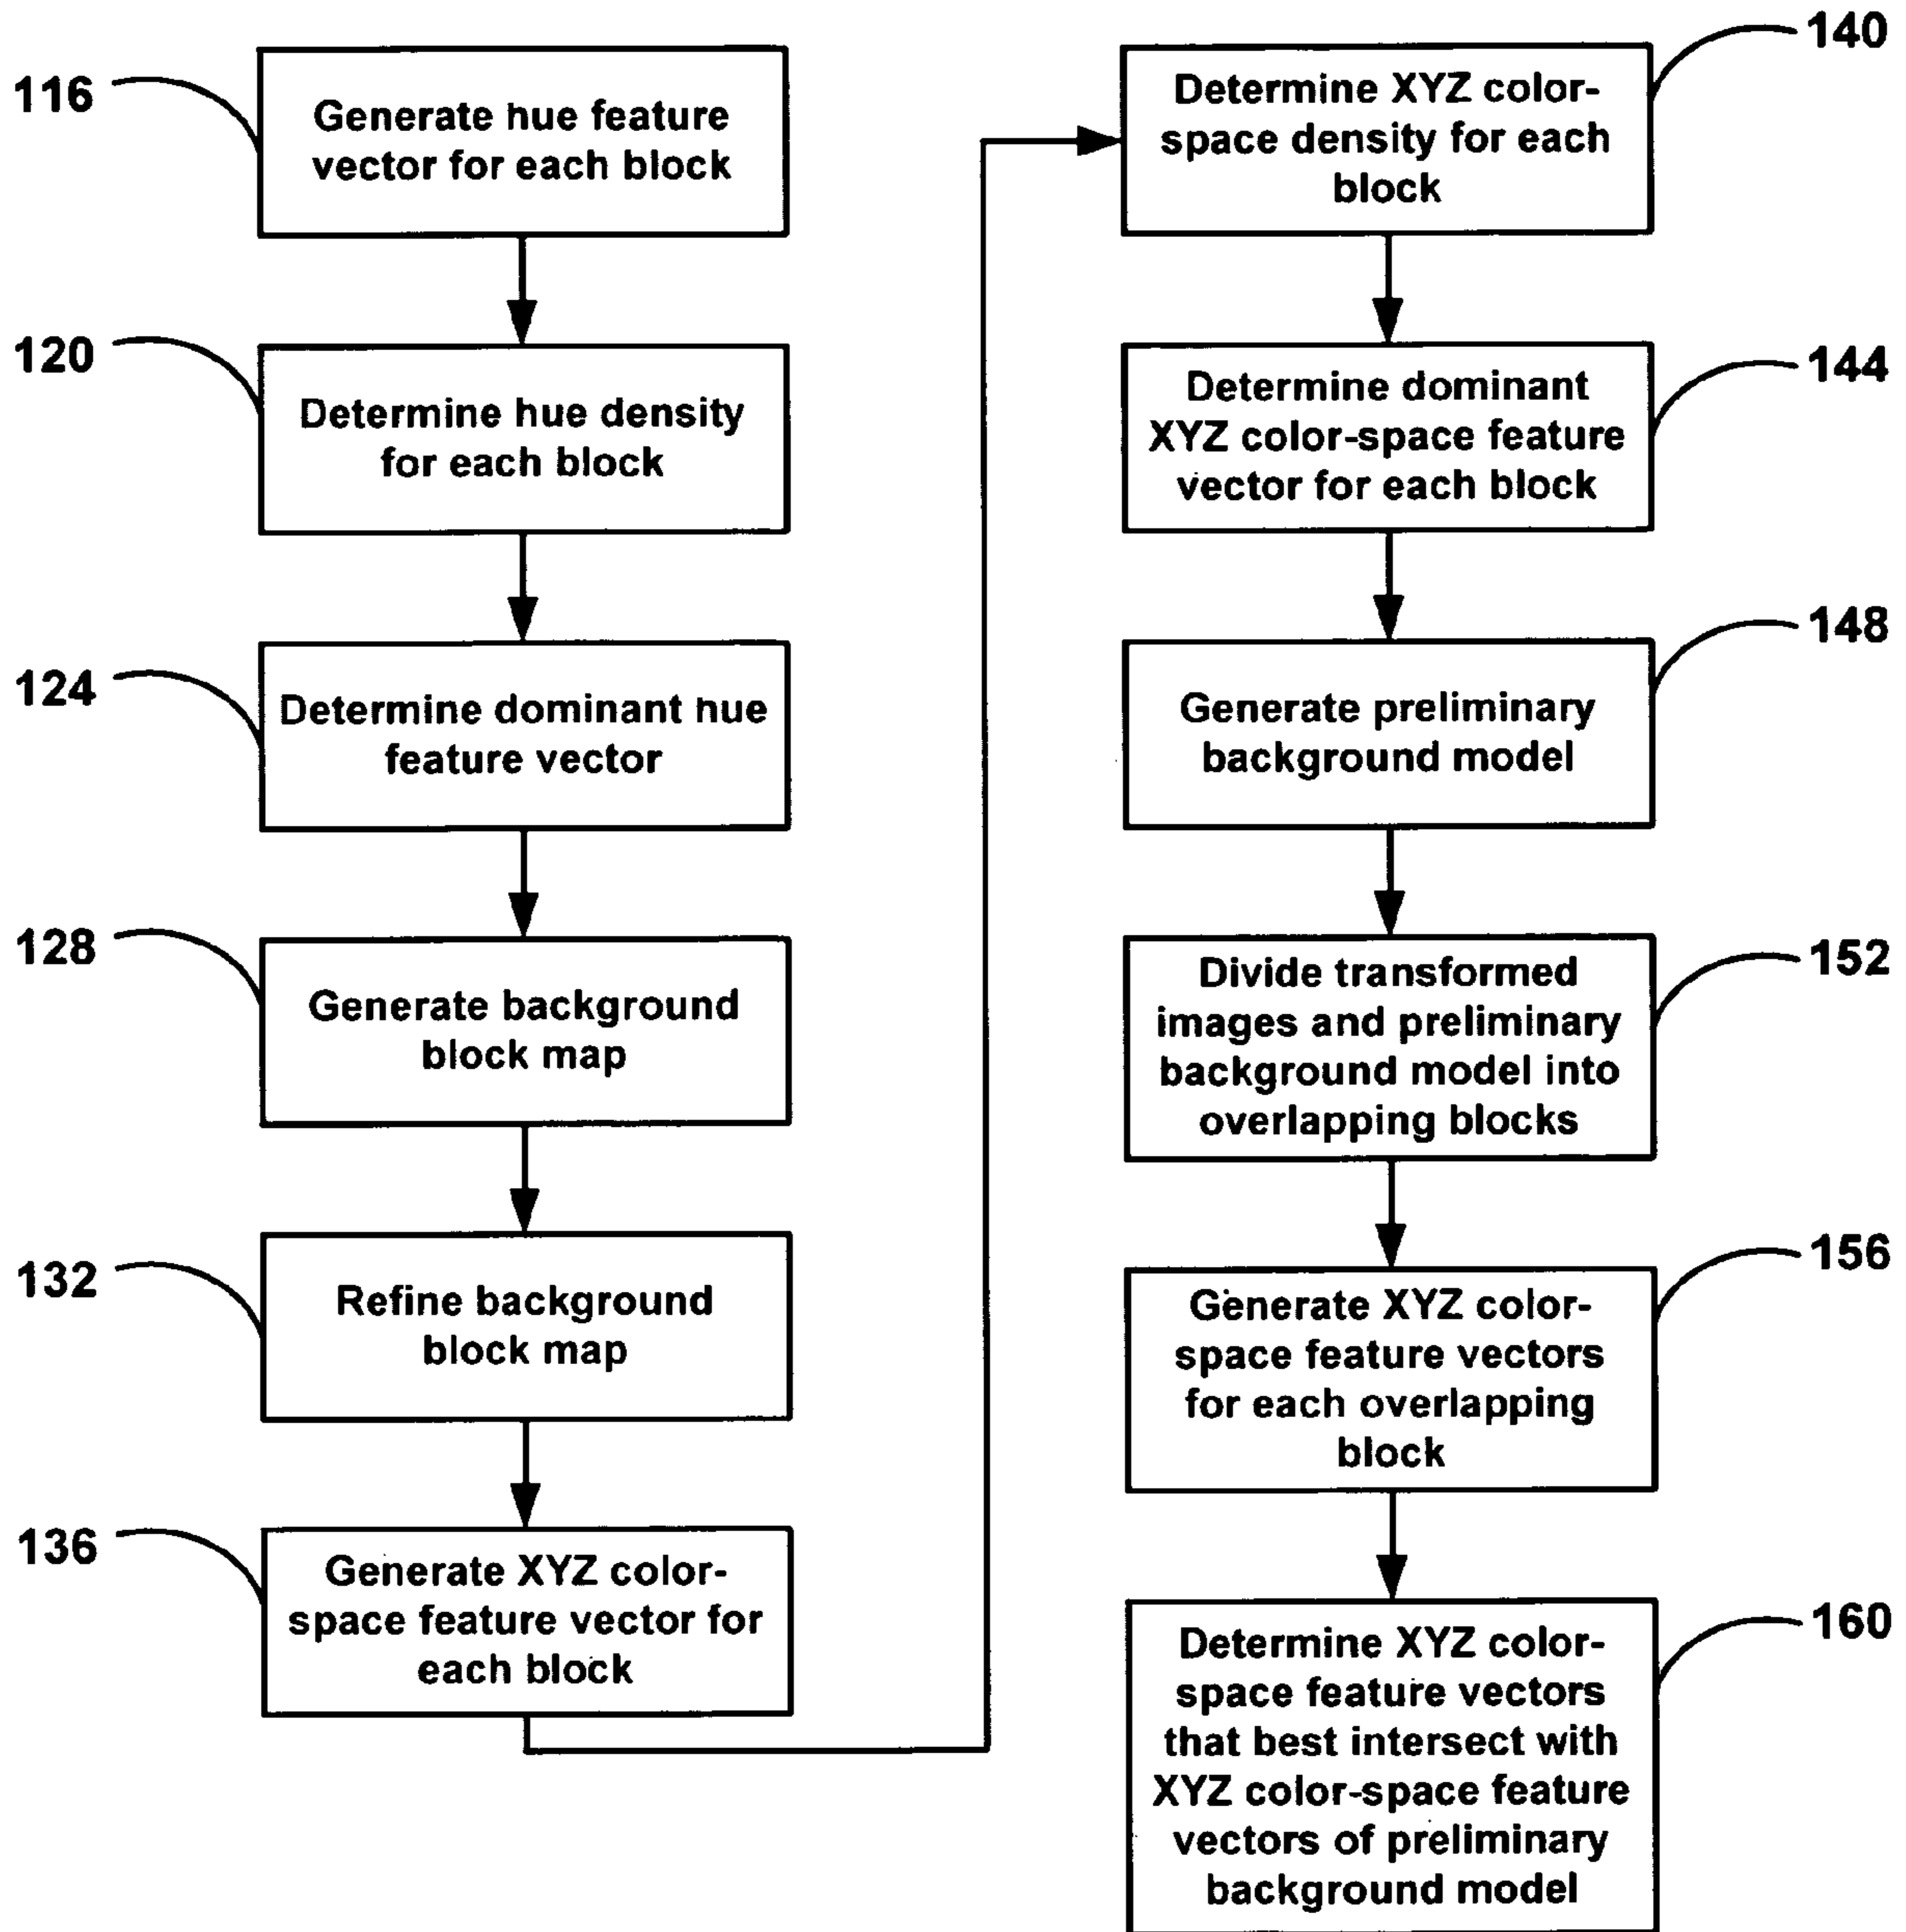 116
Generate hue feature
vector for each block
120
Determine hue density
for each block
124
Determine dominant hue
feature vector
128
Generate background
block map
132
Refine background
block map
136
Generate XYZ color-
space feature vector for
each block
140
Determine XYZ color-
space density for each
block
144
Determine dominant
XYZ color-space feature
vector for each block
148
Generate preliminary
background model
152
Divide transformed
images and preliminary
background model into
overlapping blocks
156
Generate XYZ color-
space feature vectors
for each overlapping
block
160
Determine XYZ color-
space feature vectors
that best intersect with
XYZ color-space feature
vectors of preliminary
background model